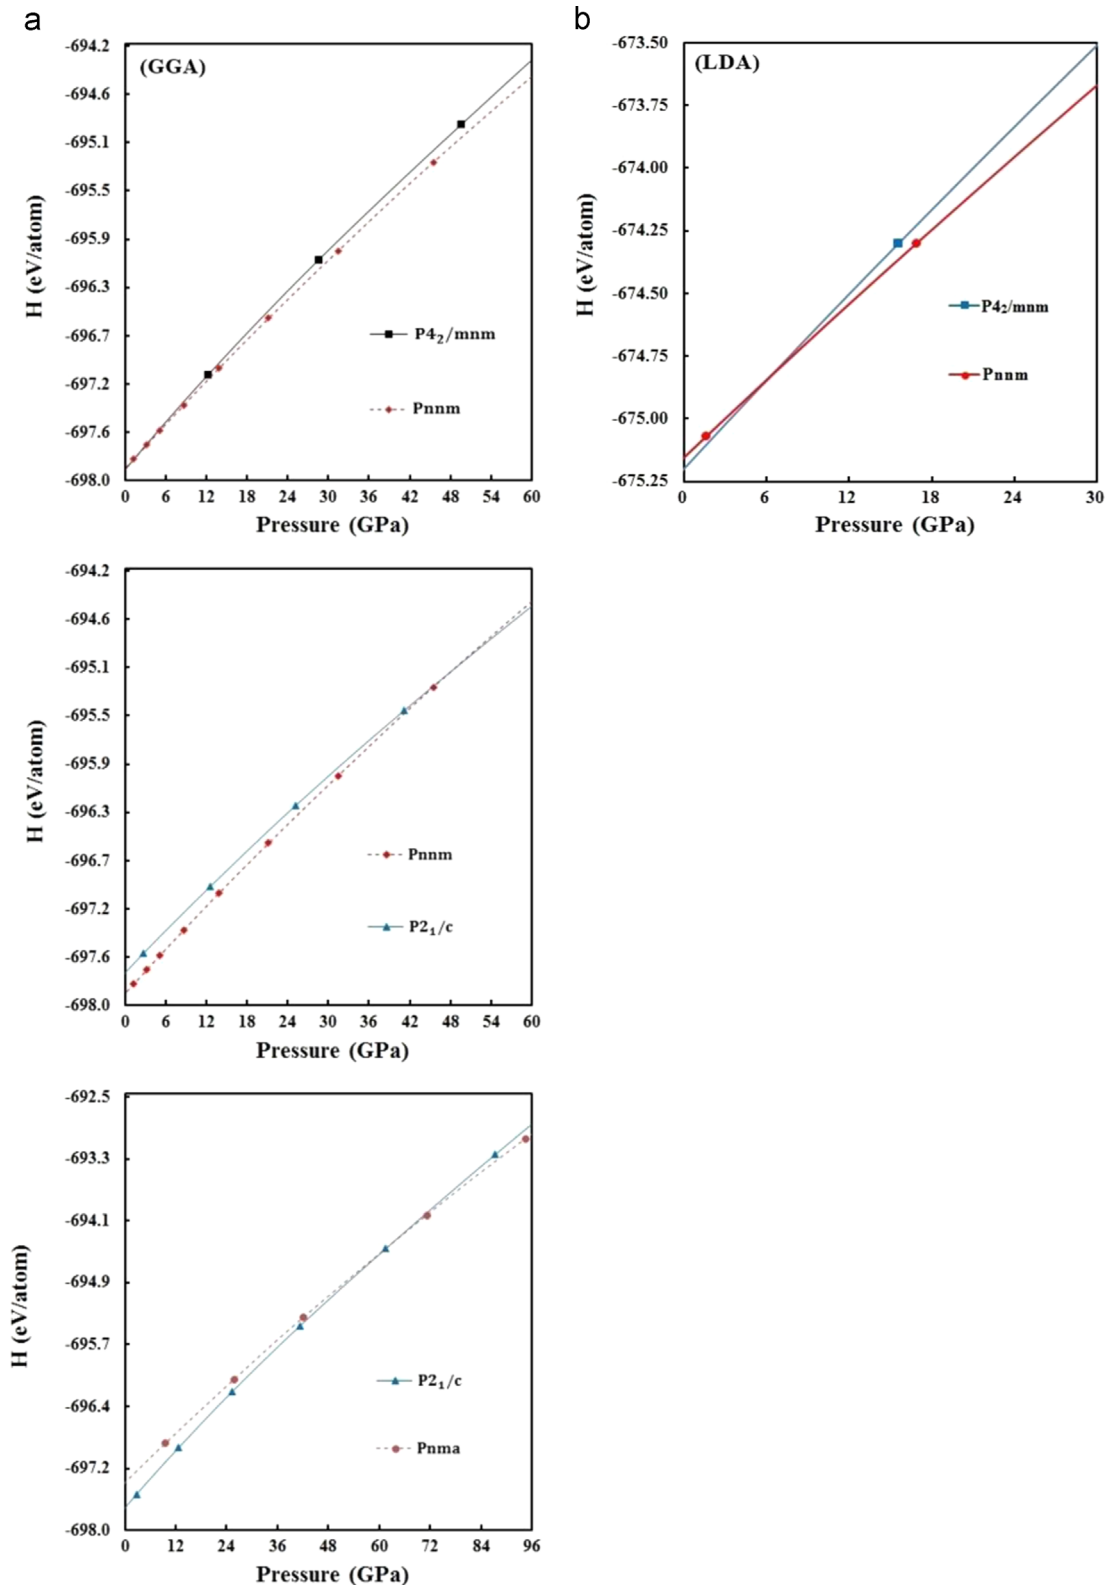 a
(GGA)
H (eV/atom)
-694.2
-694.6
-695.1
-695.5
-695.9
-696.3
-696.7
-697.2
-697.6
-698.0
P4₂/mnm
Pnnm
0 6 12 18 24 30 36 42 48 54 60
Pressure (GPa)
b
(LDA)
H (eV/atom)
-673.50
-673.75
-674.00
-674.25
-674.50
-674.75
-675.00
-675.25
P4₂/mnm
Pnnm
0 6 12 18 24 30
Pressure (GPa)
H (eV/atom)
-694.2
-694.6
-695.1
-695.5
-695.9
-696.3
-696.7
-697.2
-697.6
-698.0
Pnnm
P2₁/c
0 6 12 18 24 30 36 42 48 54 60
Pressure (GPa)
H (eV/atom)
-692.5
-693.3
-694.1
-694.9
-695.7
-696.4
-697.2
-698.0
P2₁/c
Pnma
0 12 24 36 48 60 72 84 96
Pressure (GPa)